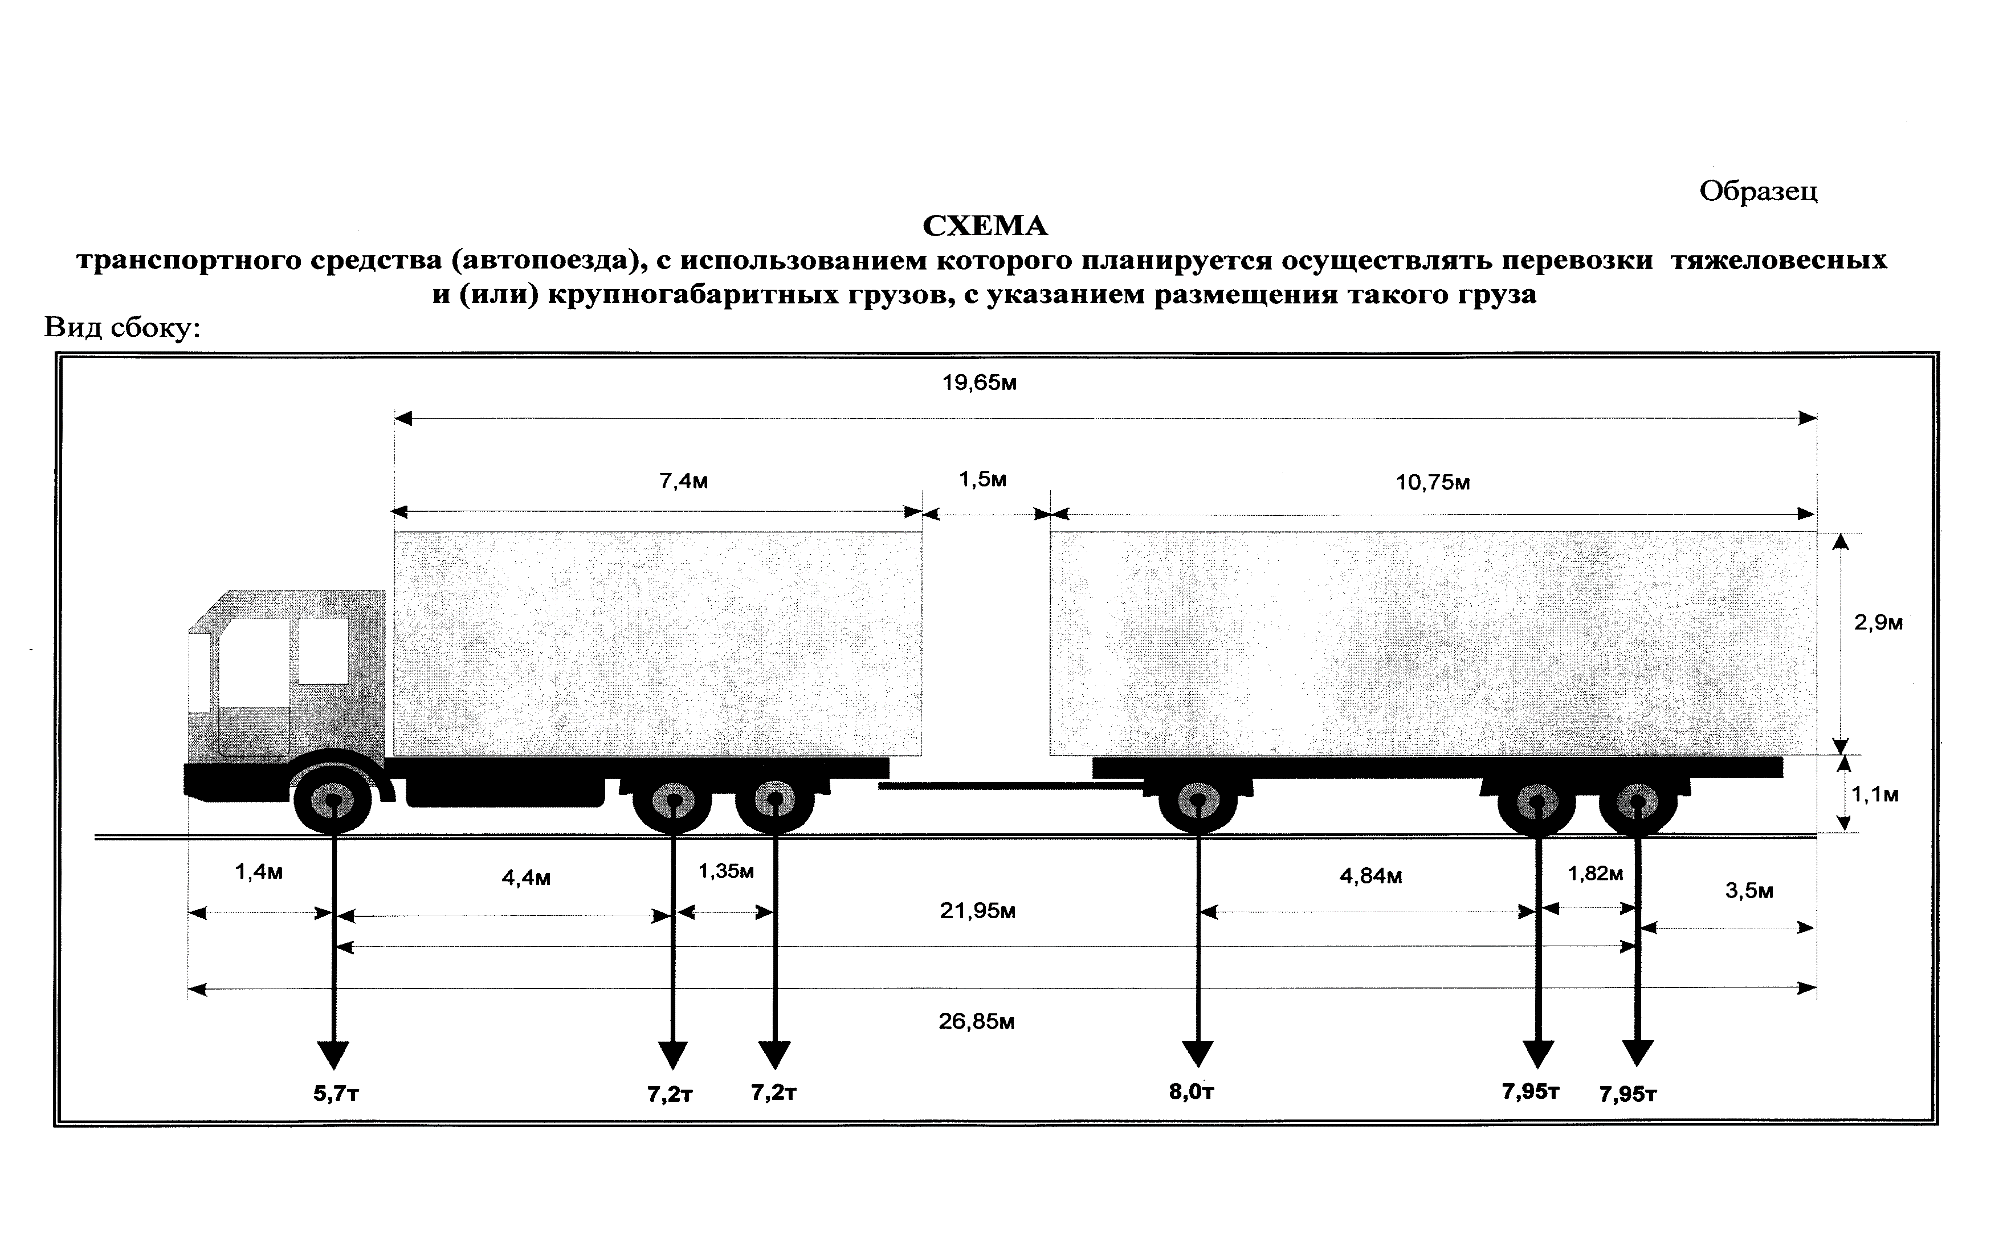 Образец
СХЕМА
транспортного средства (автопоезда), с использованием которого планируется осуществлять перевозки тяжеловесных
и (или) крупногабаритных грузов, с указанием размещения такого груза
Вид сбоку:
19,65м
7,4м
1,5м
10,75м
2,9м
1,1м
1,4м
4,4м
1,35м
21,95м
4,84м
1,82м
3,5м
26,85м
5,7т
7,2т
7,2т
8,0т
7,95т
7,95т